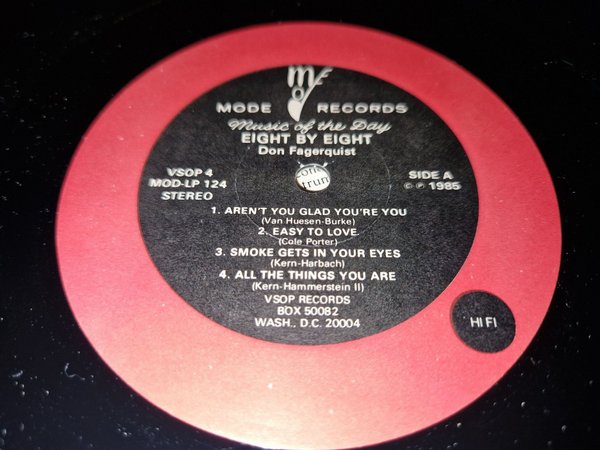 MODE RECORDS
Music of the Day
EIGHT BY EIGHT
Don Fagerquist
VSOP 4
MOD-LP 124
STEREO
SIDE A
© ℗ 1985
1. AREN'T YOU GLAD YOU'RE YOU
(Van Huesen-Burke)
2. EASY TO LOVE
(Cole Porter)
3. SMOKE GETS IN YOUR EYES
(Kern-Harbach)
4. ALL THE THINGS YOU ARE
(Kern-Hammerstein II)
VSOP RECORDS
BOX 50082
WASH., D.C. 20004
HI FI